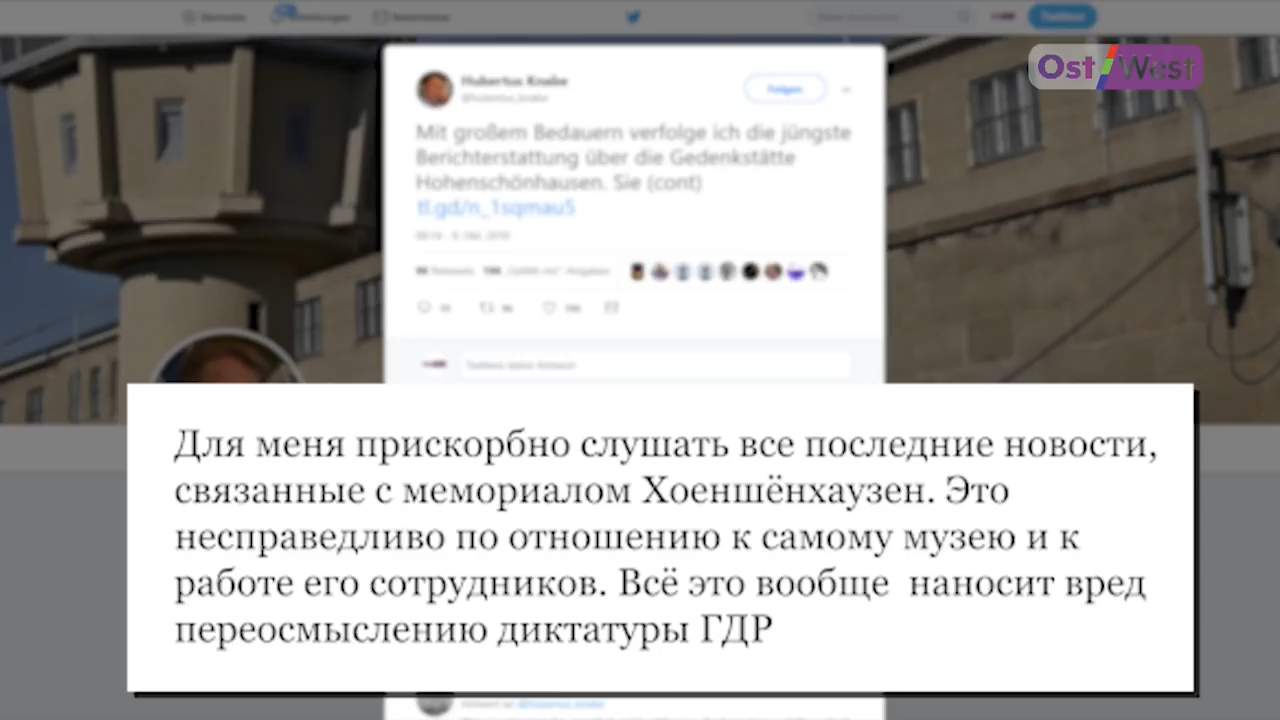 Ost/West
Hubertus Knabe
@hubertus_knabe
Folgen
Mit großem Bedauern verfolge ich die jüngste
Berichterstattung über die Gedenkstätte
Hohenschönhausen. Sie (cont)
tl.gd/n_1sqmau5
Для меня прискорбно слушать все последние новости,
связанные с мемориалом Хоеншёнхаузен. Это
несправедливо по отношению к самому музею и к
работе его сотрудников. Всё это вообще наносит вред
переосмыслению диктатуры ГДР